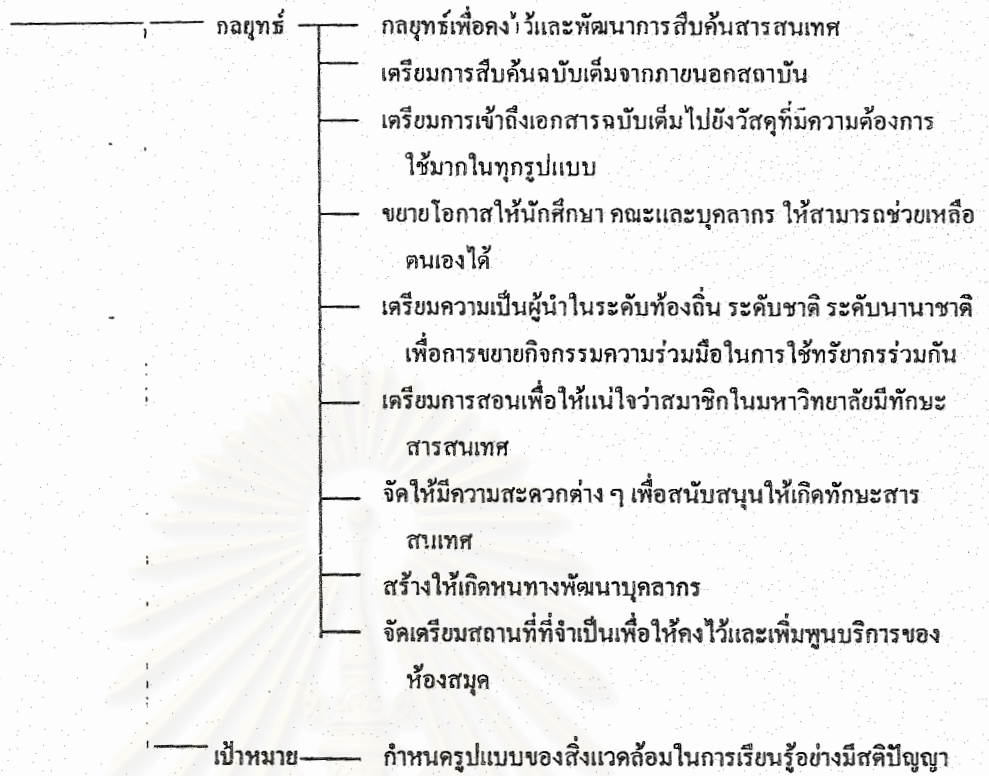 กลยุทธ์ กลยุทธ์เพื่อคงไว้และพัฒนาการสืบค้นสารสนเทศ
เตรียมการสืบค้นฉบับเต็มจากภายนอกสถาบัน
เตรียมการเข้าถึงเอกสารฉบับเต็มไปยังวัสดุที่มีความต้องการ
ใช้มากในทุกรูปแบบ
ขยายโอกาสให้นักศึกษา คณะและบุคลากร ให้สามารถช่วยเหลือ
ตนเองได้
เตรียมความเป็นผู้นำในระดับท้องถิ่น ระดับชาติ ระดับนานาชาติ
เพื่อการขยายกิจกรรมความร่วมมือในการใช้ทรัยากรร่วมกัน
เตรียมการสอนเพื่อให้แน่ใจว่าสมาชิกในมหาวิทยาลัยมีทักษะ
สารสนเทศ
จัดให้มีความสะดวกต่าง ๆ เพื่อสนับสนุนให้เกิดทักษะสาร
สนเทศ
สร้างให้เกิดหนทางพัฒนาบุคลากร
จัดเตรียมสถานที่ที่จำเป็นเพื่อให้คงไว้และเพิ่มพูนบริการของ
ห้องสมุด
เป้าหมาย กำหนดรูปแบบของสิ่งแวดล้อมในการเรียนรู้อย่างมีสติปัญญา